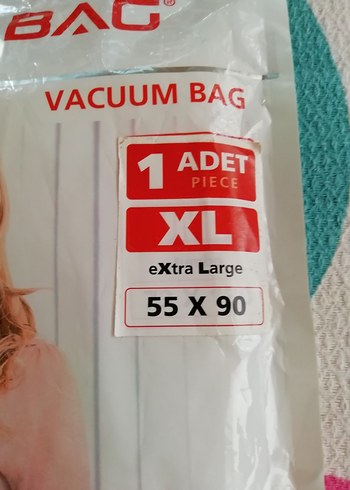 BAG®
VACUUM BAG
1 ADET
PIECE
XL
eXtra Large
55 X 90